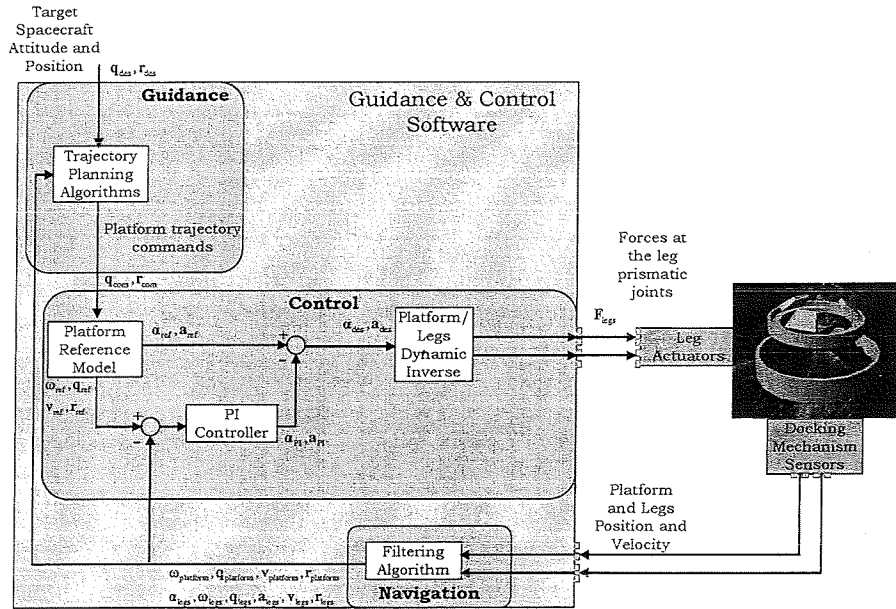 Target
Spacecraft
Attitude and
Position
q_des, r_des
Guidance
Guidance & Control
Software
Trajectory
Planning
Algorithms
Platform trajectory
commands
q_com, r_com
Control
Platform
Reference
Model
α_ref, a_ref
α_des, a_des
Platform/
Legs
Dynamic
Inverse
+
−
ω_ref, q_ref
v_ref, r_ref
+
−
PI
Controller
α_PI, a_PI
Forces at
the leg
prismatic
joints
F_legs
Leg
Actuators
Docking
Mechanism
Sensors
Platform
and Legs
Position and
Velocity
Filtering
Algorithm
Navigation
ω_platform, q_platform, v_platform, r_platform
α_legs, ω_legs, q_legs, a_legs, v_legs, r_legs